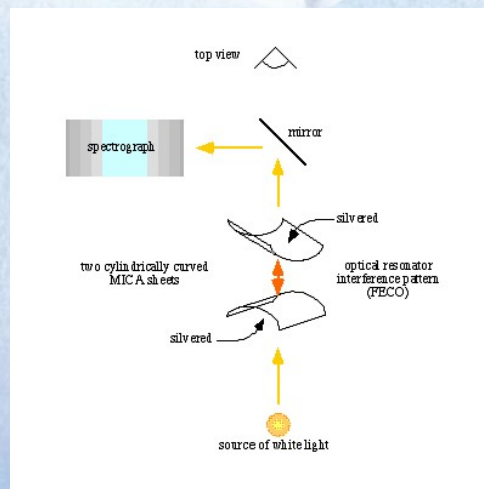 top view
mirror
spectrograph
silvered
two cylindrically curved
MICA sheets
optical resonator
interference pattern
(FECO)
silvered
source of white light